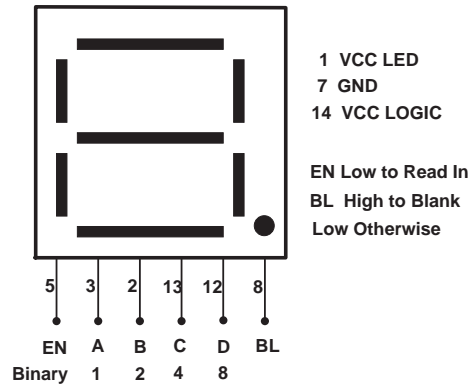 1 VCC LED
7 GND
14 VCC LOGIC
EN Low to Read In
BL High to Blank
Low Otherwise
5 3 2 13 12 8
EN A B C D BL
Binary 1 2 4 8